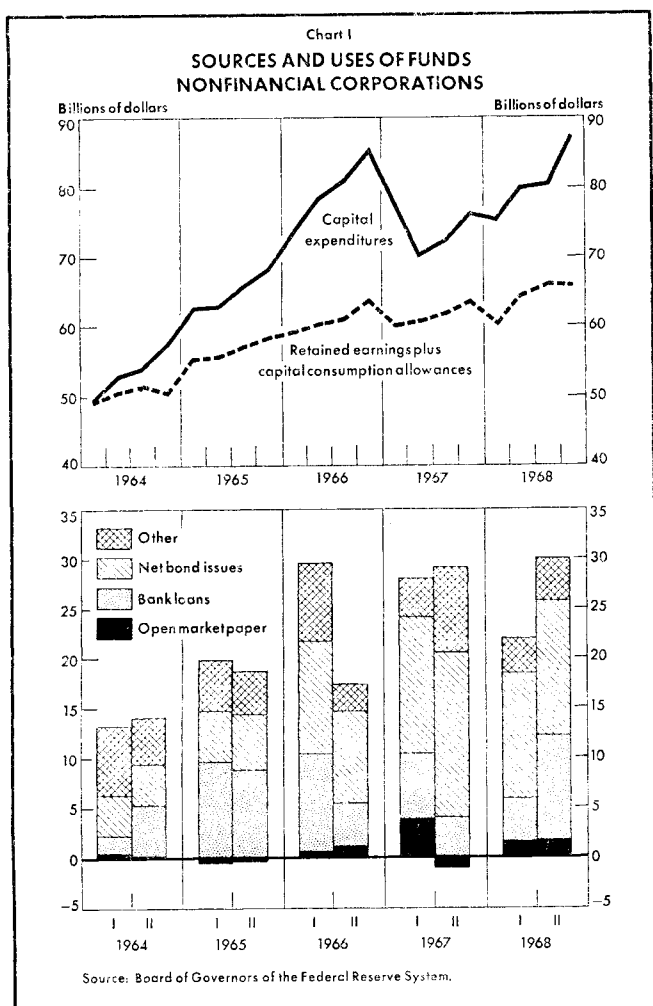 Chart I
SOURCES AND USES OF FUNDS
NONFINANCIAL CORPORATIONS
Billions of dollars
Billions of dollars
90
90
80
80
Capital
expenditures
70
70
60
60
Retained earnings plus
capital consumption allowances
50
50
40
40
1964
1965
1966
1967
1968
35
35
Other
30
30
Net bond issues
Bank loans
25
25
Open market paper
20
20
15
15
10
10
5
5
0
0
-5
-5
I
II
I
II
I
II
I
II
I
II
1964
1965
1966
1967
1968
Source: Board of Governors of the Federal Reserve System.